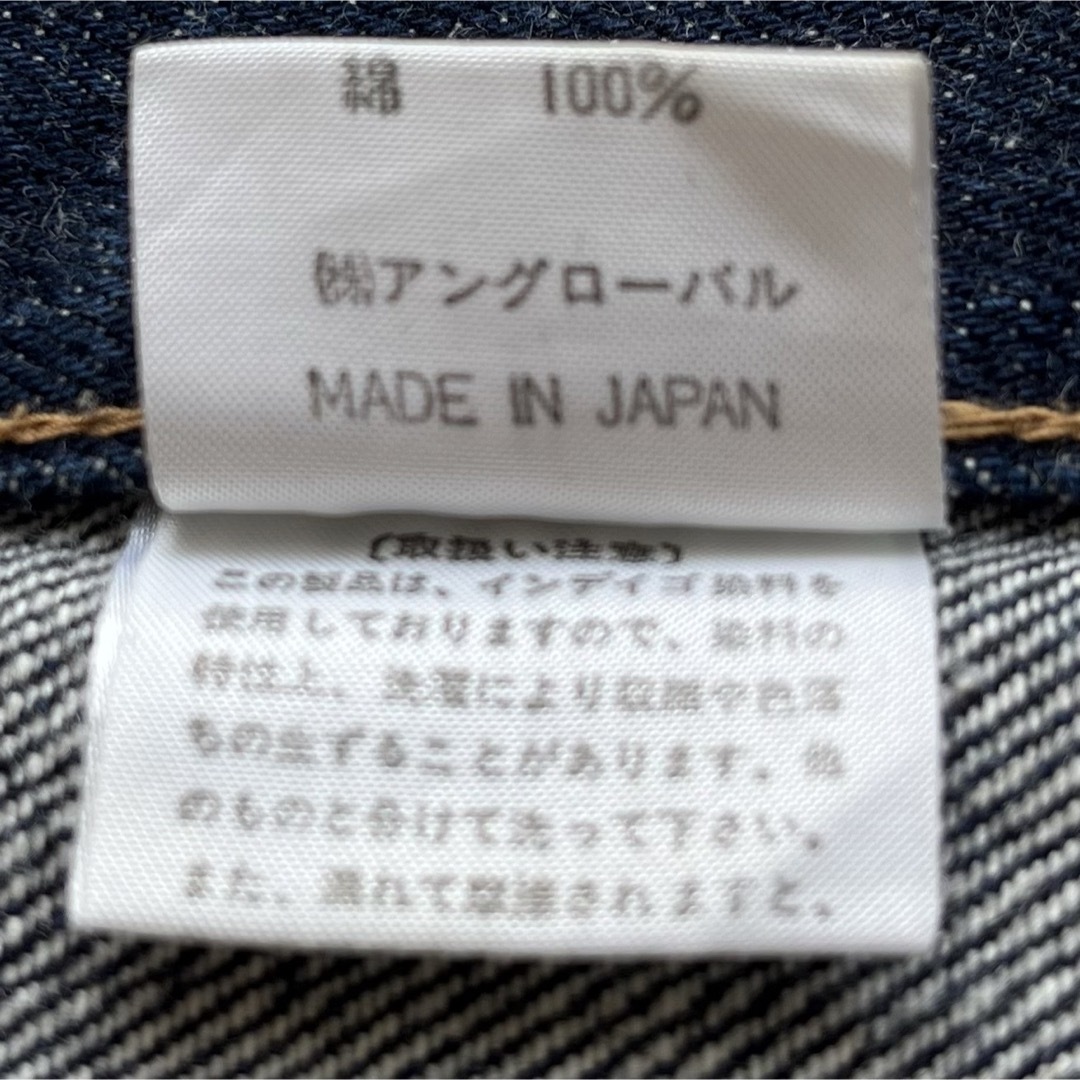 綿 100%
㈱アングローバル
MADE IN JAPAN
(取扱い注意)
この製品は、インディゴ染料を
使用しておりますので、染料の
特性上、洗濯により収縮や色落
もの生ずることがあります。他
のものと分けて洗って下さい。
また、濡れて摩擦されますと、